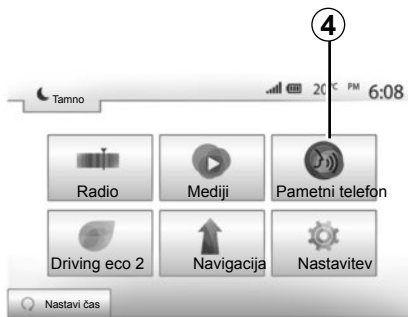 4
Tamno
20°C PM 6:08
Radio Mediji Pametni telefon
Driving eco 2 Navigacija Nastavitev
Nastavi čas